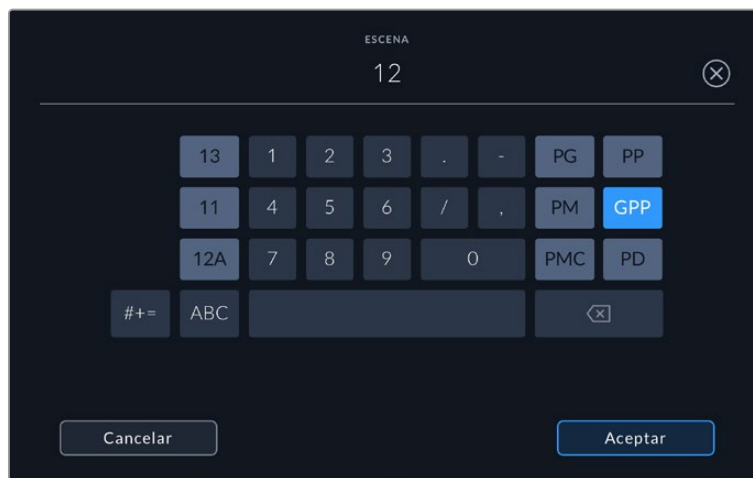 ESCENA
12
13 1 2 3 . - PG PP
11 4 5 6 / , PM GPP
12A 7 8 9 0 PMC PD
#+= ABC
Cancelar Aceptar